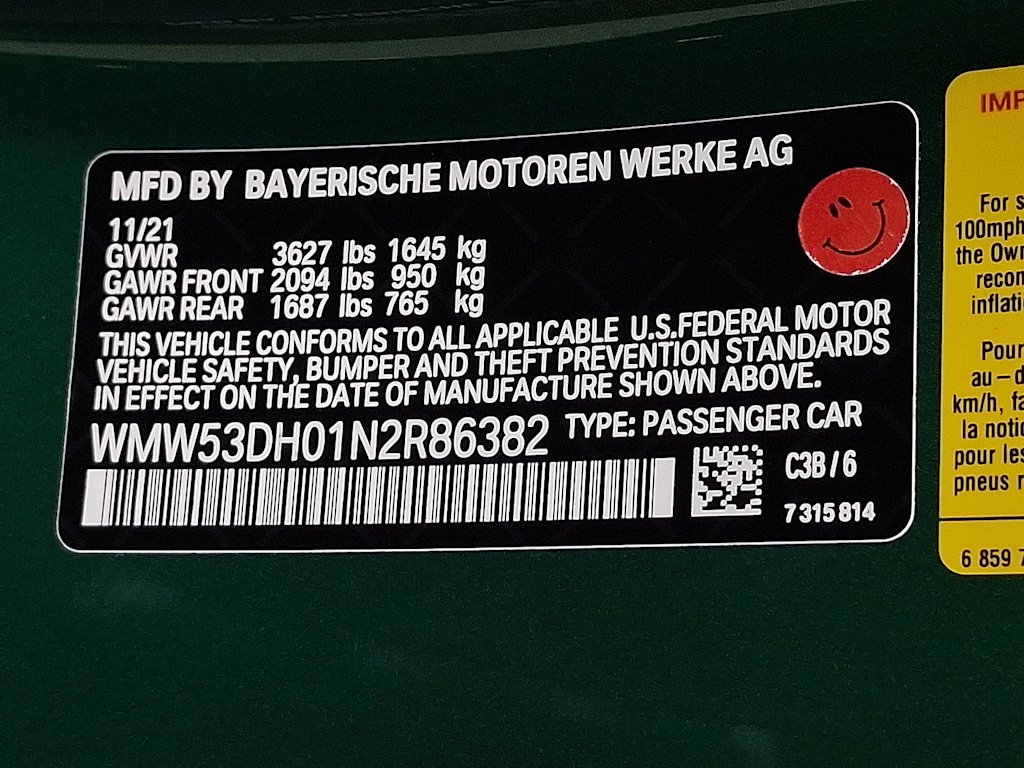 MFD BY BAYERISCHE MOTOREN WERKE AG
11/21
GVWR 3627 lbs 1645 kg
GAWR FRONT 2094 lbs 950 kg
GAWR REAR 1687 lbs 765 kg
THIS VEHICLE CONFORMS TO ALL APPLICABLE U.S.FEDERAL MOTOR
VEHICLE SAFETY, BUMPER AND THEFT PREVENTION STANDARDS
IN EFFECT ON THE DATE OF MANUFACTURE SHOWN ABOVE.
WMW53DH01N2R86382 TYPE: PASSENGER CAR
C3B/6
7315814
IMP
For s
100mph
the Own
recon
inflati
Pour
au-d
km/h, fa
la notic
pour les
pneus r
6 859 7